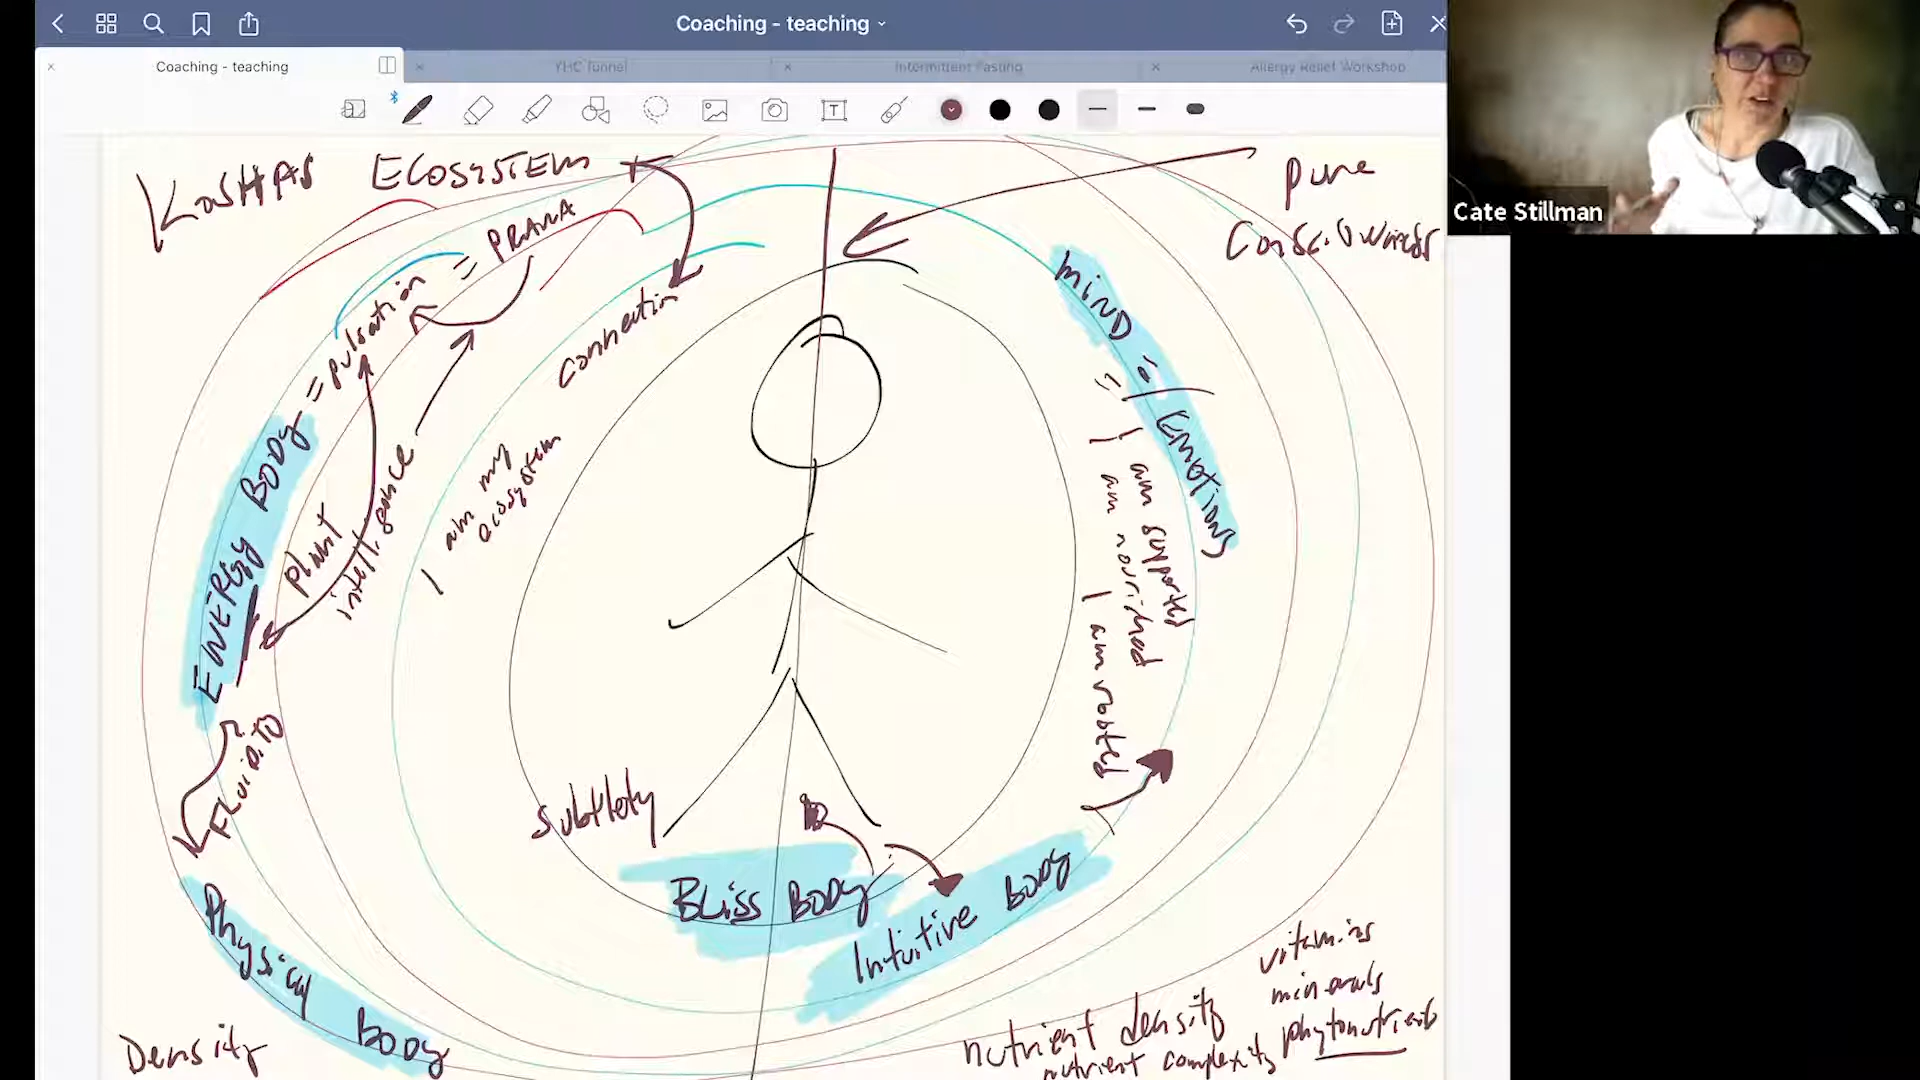 Coaching - teaching
Coaching - teaching
YHC Funnel
Intermittent Fasting
Allergy Relief Workshop
Cate Stillman
KOSHAS ECOSYSTEM
PURE
Consciousness
ENERGY BODY = pulsation = PRANA
connection
plant
intelligence
I am my
ecosystem
MIND =
Emotions
= I am supported
I am nourished
I am rooted
Fluidity
subtlety
Bliss Body
Intuitive Body
Physical Body
Density
vitamins
minerals
phytonutrients
nutrient density
nutrient complexity